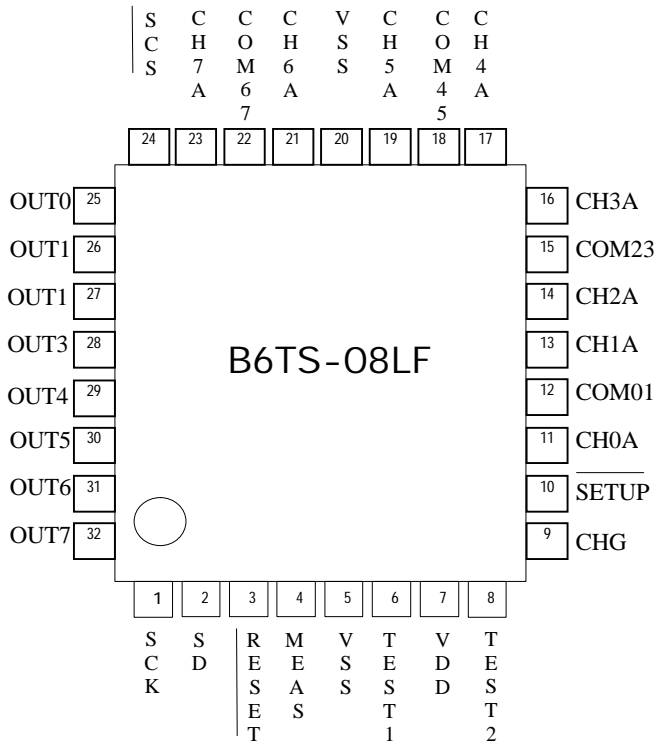 SCS
CH7A
COM67
CH6A
VSS
CH5A
COM45
CH4A
24 23 22 21 20 19 18 17
OUT0 25
16 CH3A
OUT1 26
15 COM23
OUT1 27
14 CH2A
OUT3 28
13 CH1A
B6TS-08LF
OUT4 29
12 COM01
OUT5 30
11 CH0A
OUT6 31
10 SETUP
OUT7 32
9 CHG
1 2 3 4 5 6 7 8
SCK
SD
RESET
MEAS
VSS
TEST1
VDD
TEST2